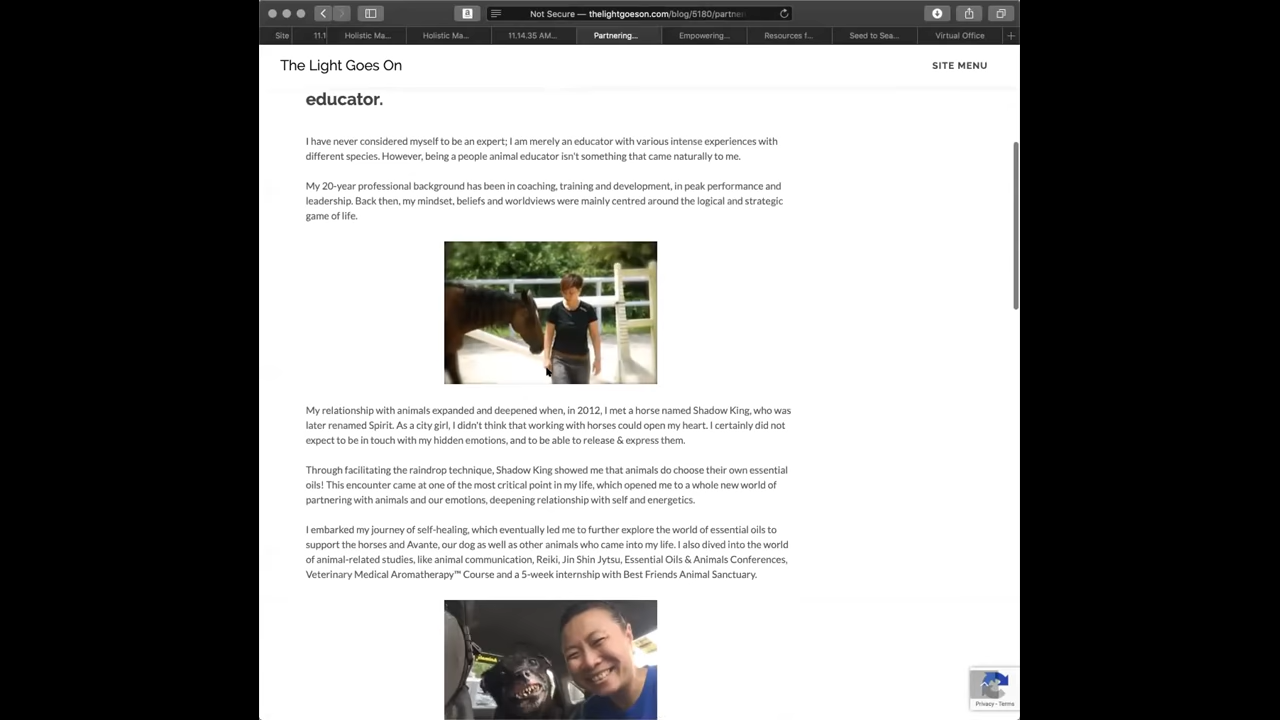 Not Secure — thelightgoeson.com/blog/5180/partne
Site
11.1
Holistic Ma...
Holistic Ma...
11.14.35 AM...
Partnering...
Empowering...
Resources f...
Seed to Sea...
Virtual Office
The Light Goes On
SITE MENU
educator.
I have never considered myself to be an expert; I am merely an educator with various intense experiences with
different species. However, being a people animal educator isn't something that came naturally to me.
My 20-year professional background has been in coaching, training and development, in peak performance and
leadership. Back then, my mindset, beliefs and worldviews were mainly centred around the logical and strategic
game of life.
My relationship with animals expanded and deepened when, in 2012, I met a horse named Shadow King, who was
later renamed Spirit. As a city girl, I didn't think that working with horses could open my heart. I certainly did not
expect to be in touch with my hidden emotions, and to be able to release & express them.
Through facilitating the raindrop technique, Shadow King showed me that animals do choose their own essential
oils! This encounter came at one of the most critical point in my life, which opened me to a whole new world of
partnering with animals and our emotions, deepening relationship with self and energetics.
I embarked my journey of self-healing, which eventually led me to further explore the world of essential oils to
support the horses and Avante, our dog as well as other animals who came into my life. I also dived into the world
of animal-related studies, like animal communication, Reiki, Jin Shin Jytsu, Essential Oils & Animals Conferences,
Veterinary Medical Aromatherapy™ Course and a 5-week internship with Best Friends Animal Sanctuary.
Privacy - Terms